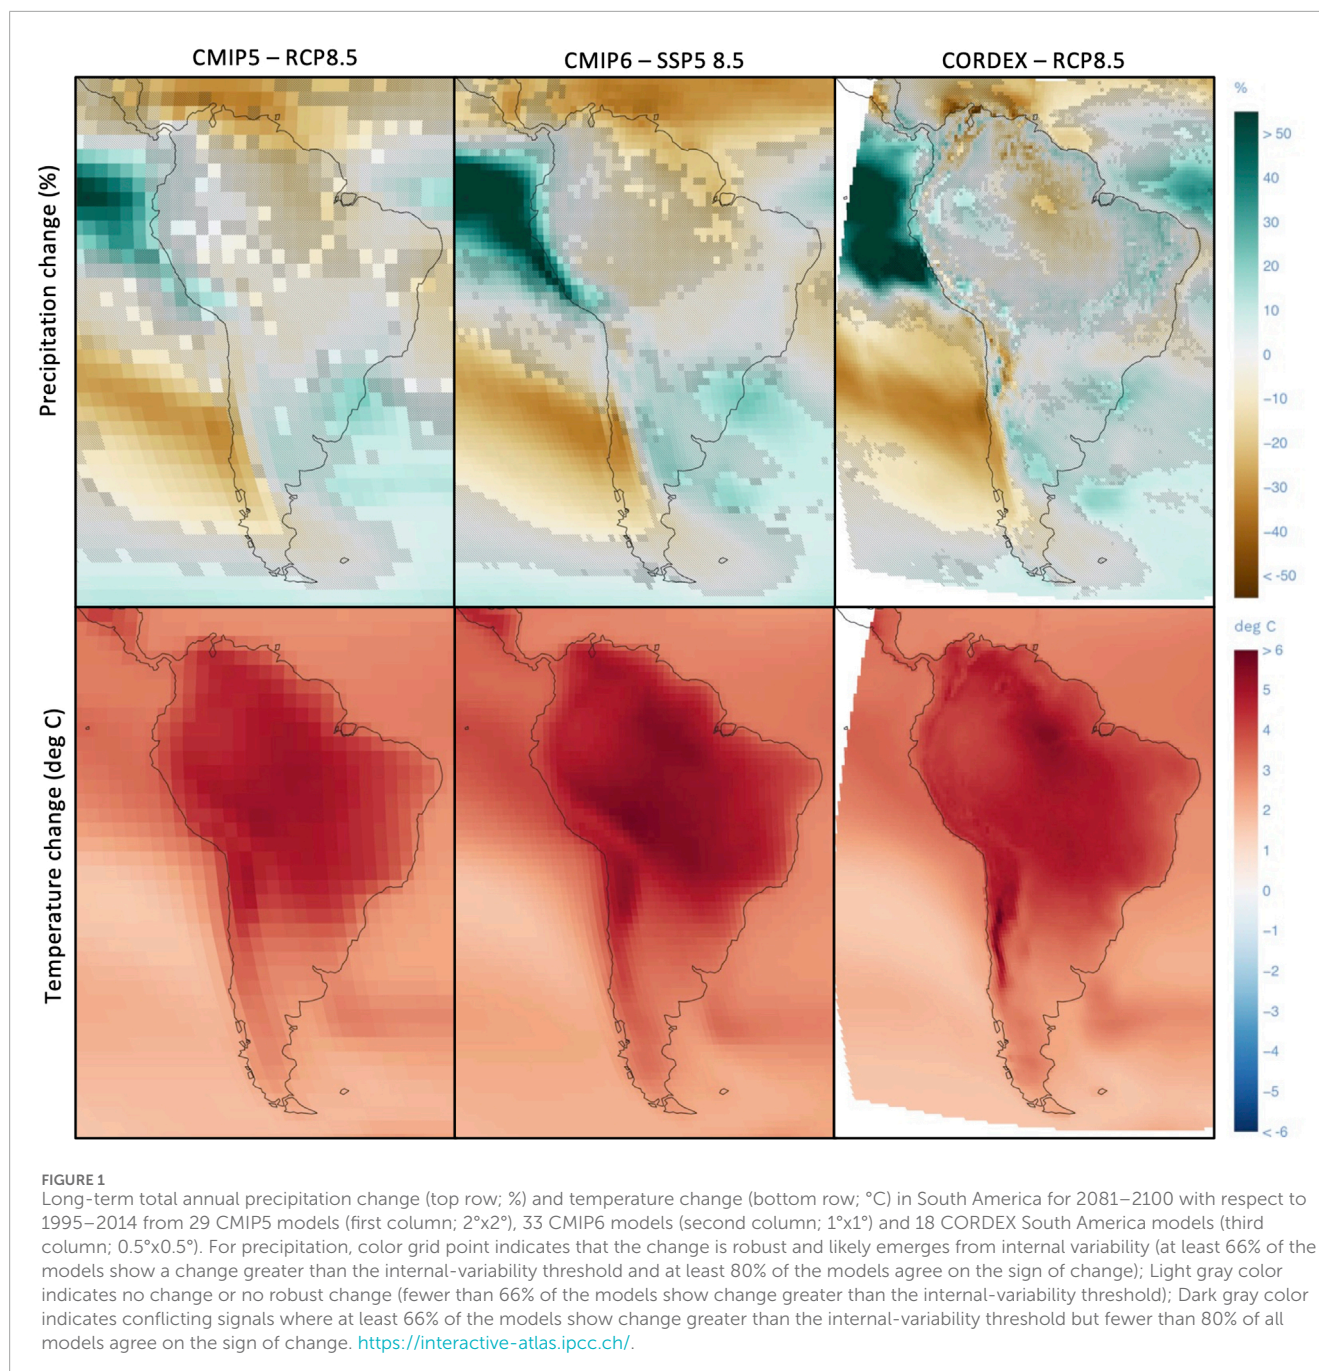 CMIP5 – RCP8.5
CMIP6 – SSP5 8.5
CORDEX – RCP8.5
Precipitation change (%)
%
> 50
40
30
20
10
0
−10
−20
−30
−40
< -50
Temperature change (deg C)
deg C
> 6
5
4
3
2
1
0
−1
−2
−3
−4
−5
< -6
FIGURE 1
Long-term total annual precipitation change (top row; %) and temperature change (bottom row; °C) in South America for 2081–2100 with respect to
1995–2014 from 29 CMIP5 models (first column; 2°x2°), 33 CMIP6 models (second column; 1°x1°) and 18 CORDEX South America models (third
column; 0.5°x0.5°). For precipitation, color grid point indicates that the change is robust and likely emerges from internal variability (at least 66% of the
models show a change greater than the internal-variability threshold and at least 80% of the models agree on the sign of change); Light gray color
indicates no change or no robust change (fewer than 66% of the models show change greater than the internal-variability threshold); Dark gray color
indicates conflicting signals where at least 66% of the models show change greater than the internal-variability threshold but fewer than 80% of all
models agree on the sign of change. https://interactive-atlas.ipcc.ch/.